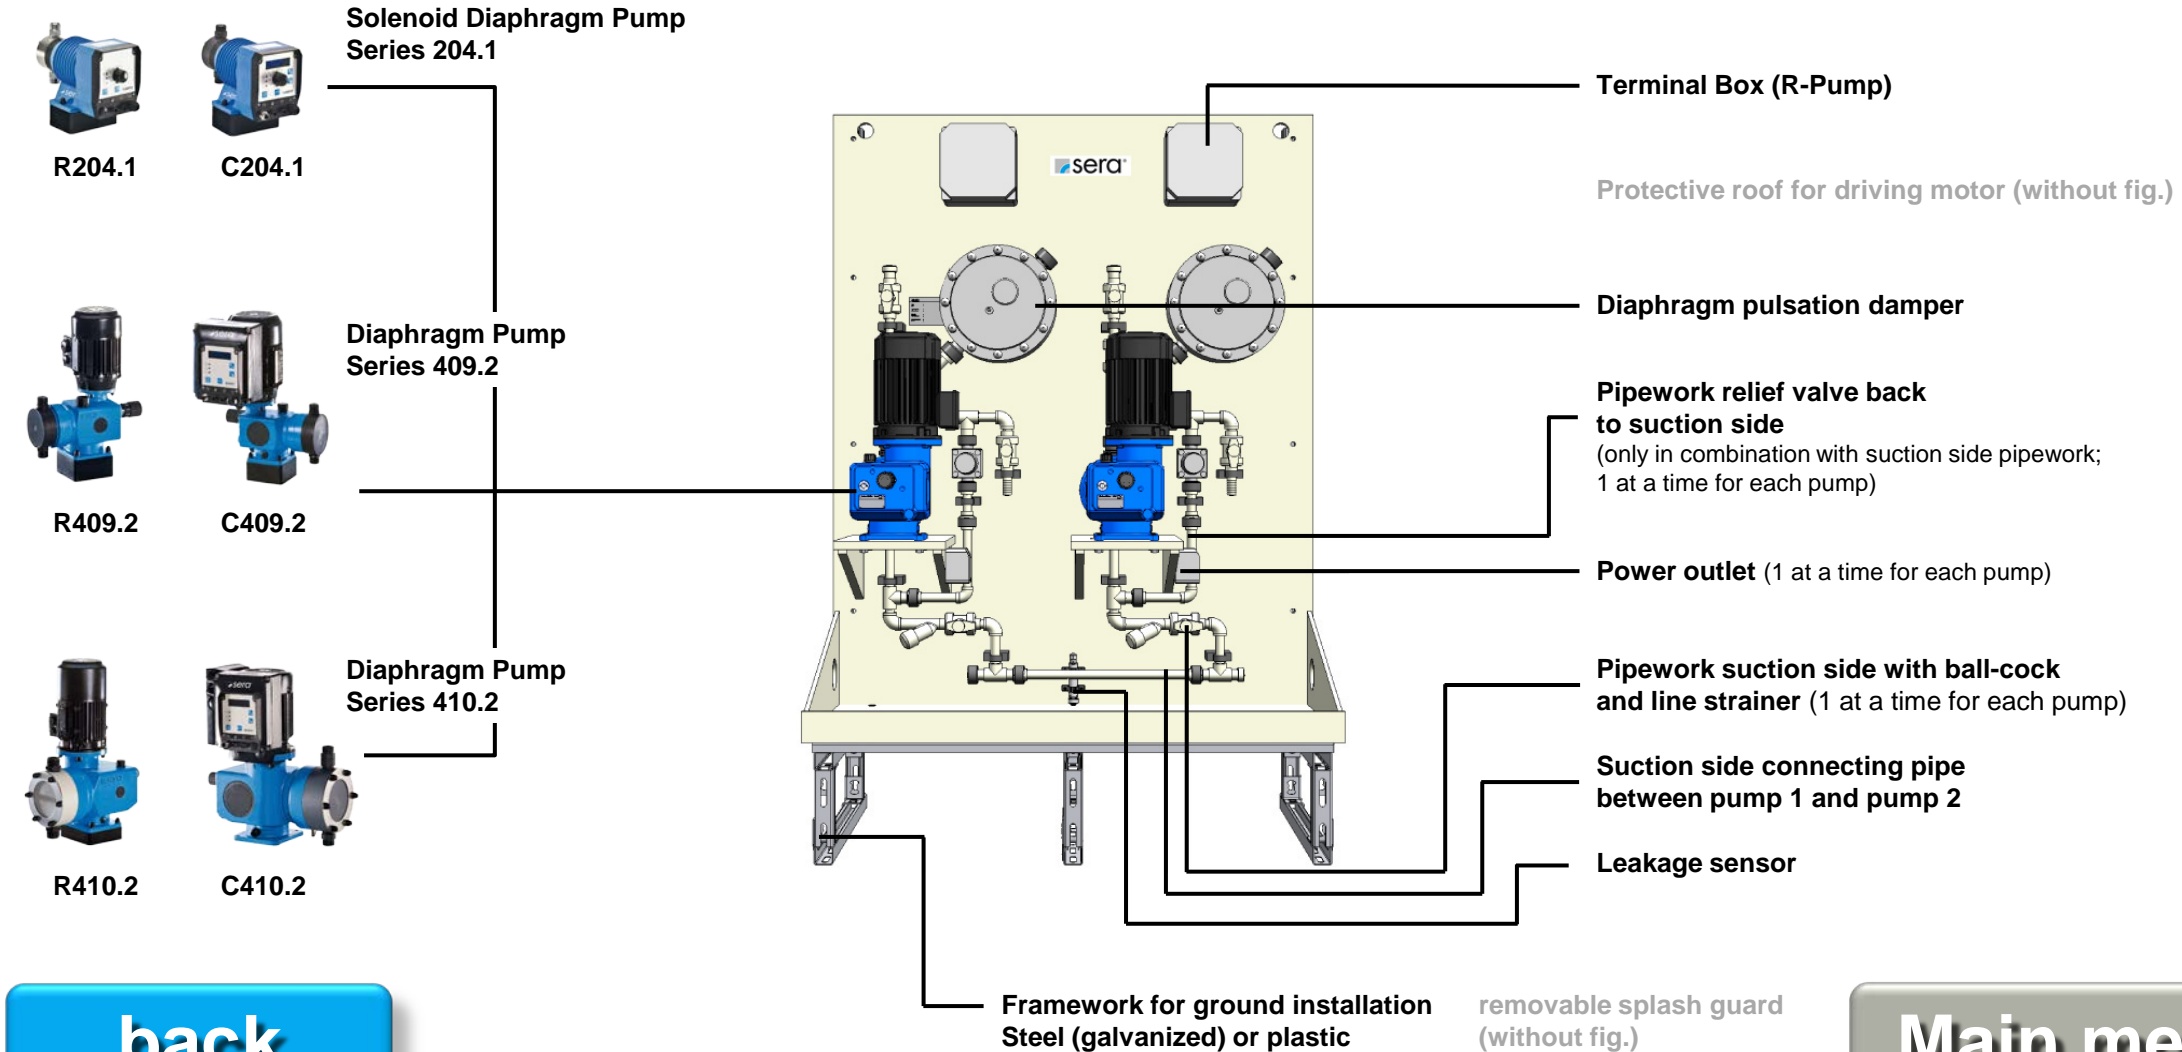 Solenoid Diaphragm Pump
Series 204.1
R204.1
C204.1
Diaphragm Pump
Series 409.2
R409.2
C409.2
Diaphragm Pump
Series 410.2
R410.2
C410.2
sera
Terminal Box (R-Pump)
Protective roof for driving motor (without fig.)
Diaphragm pulsation damper
Pipework relief valve back
to suction side
(only in combination with suction side pipework;
1 at a time for each pump)
Power outlet (1 at a time for each pump)
Pipework suction side with ball-cock
and line strainer (1 at a time for each pump)
Suction side connecting pipe
between pump 1 and pump 2
Leakage sensor
Framework for ground installation
Steel (galvanized) or plastic
removable splash guard
(without fig.)
back
Main me